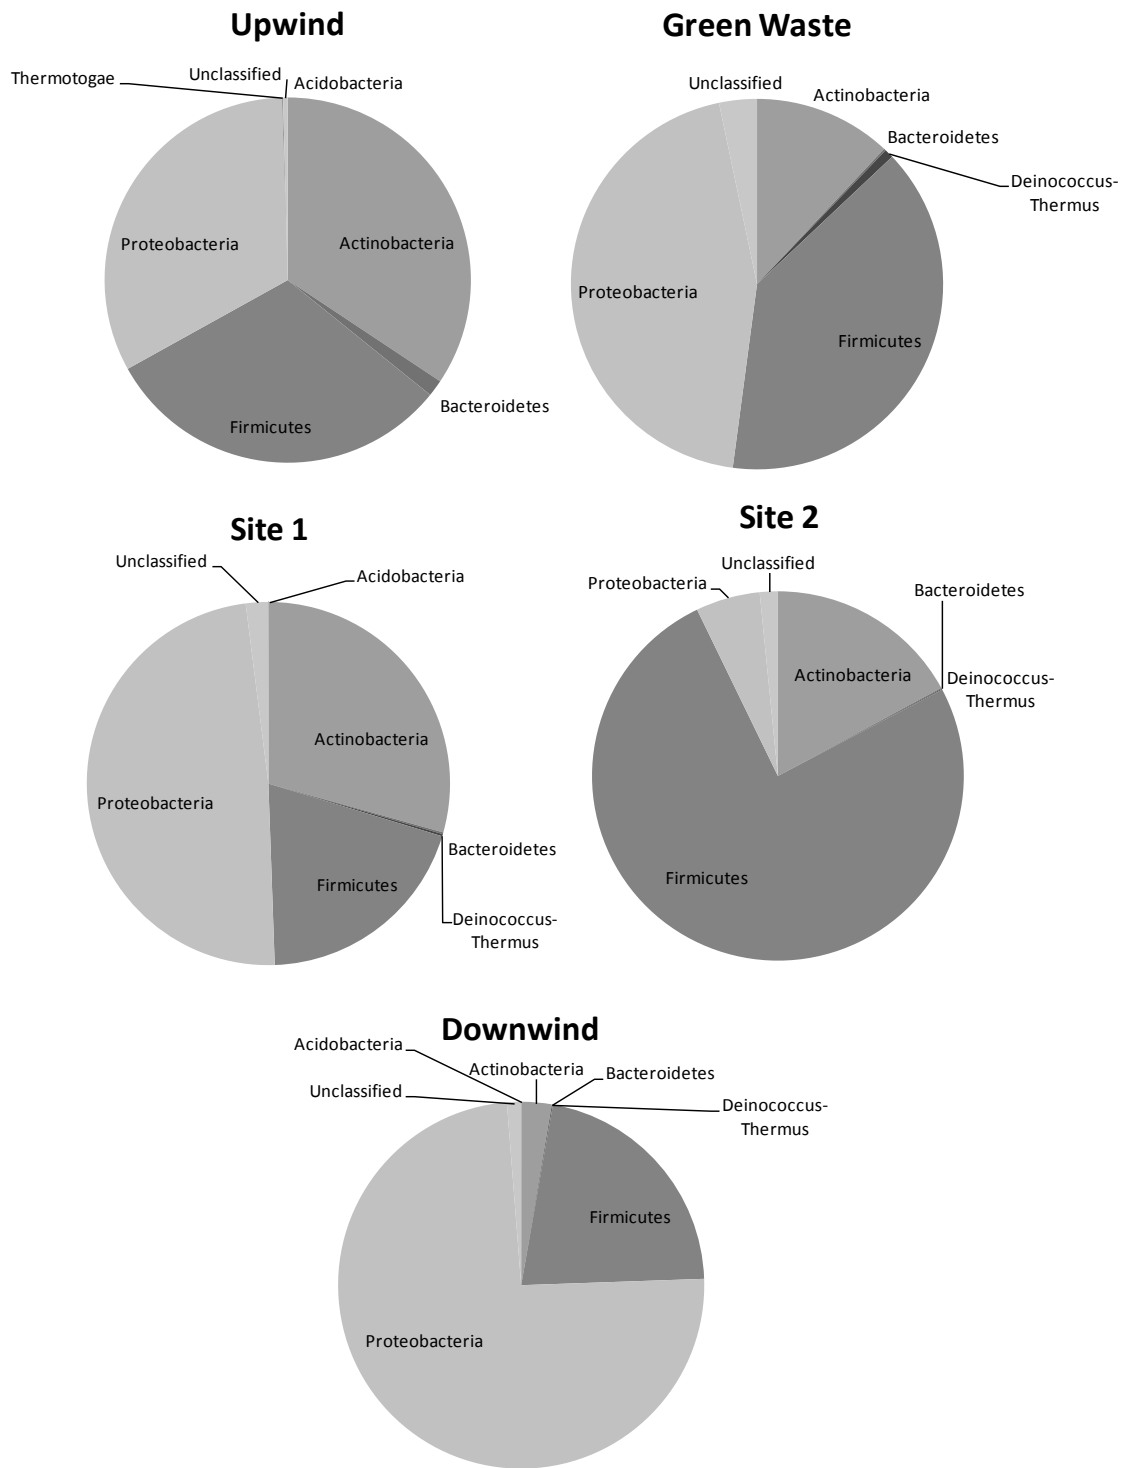 Upwind
Thermotogae
Unclassified
Acidobacteria
Proteobacteria
Actinobacteria
Bacteroidetes
Firmicutes
Green Waste
Unclassified
Actinobacteria
Bacteroidetes
Deinococcus-
Thermus
Proteobacteria
Firmicutes
Site 1
Unclassified
Acidobacteria
Actinobacteria
Proteobacteria
Bacteroidetes
Firmicutes
Deinococcus-
Thermus
Site 2
Unclassified
Proteobacteria
Bacteroidetes
Actinobacteria
Deinococcus-
Thermus
Firmicutes
Downwind
Acidobacteria
Actinobacteria
Bacteroidetes
Unclassified
Deinococcus-
Thermus
Firmicutes
Proteobacteria